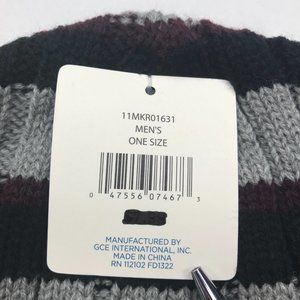 11MKR01631
MEN'S
ONE SIZE
0 47556 07467 3
MANUFACTURED BY
GCE INTERNATIONAL, INC.
MADE IN CHINA
RN 112102 FD1322